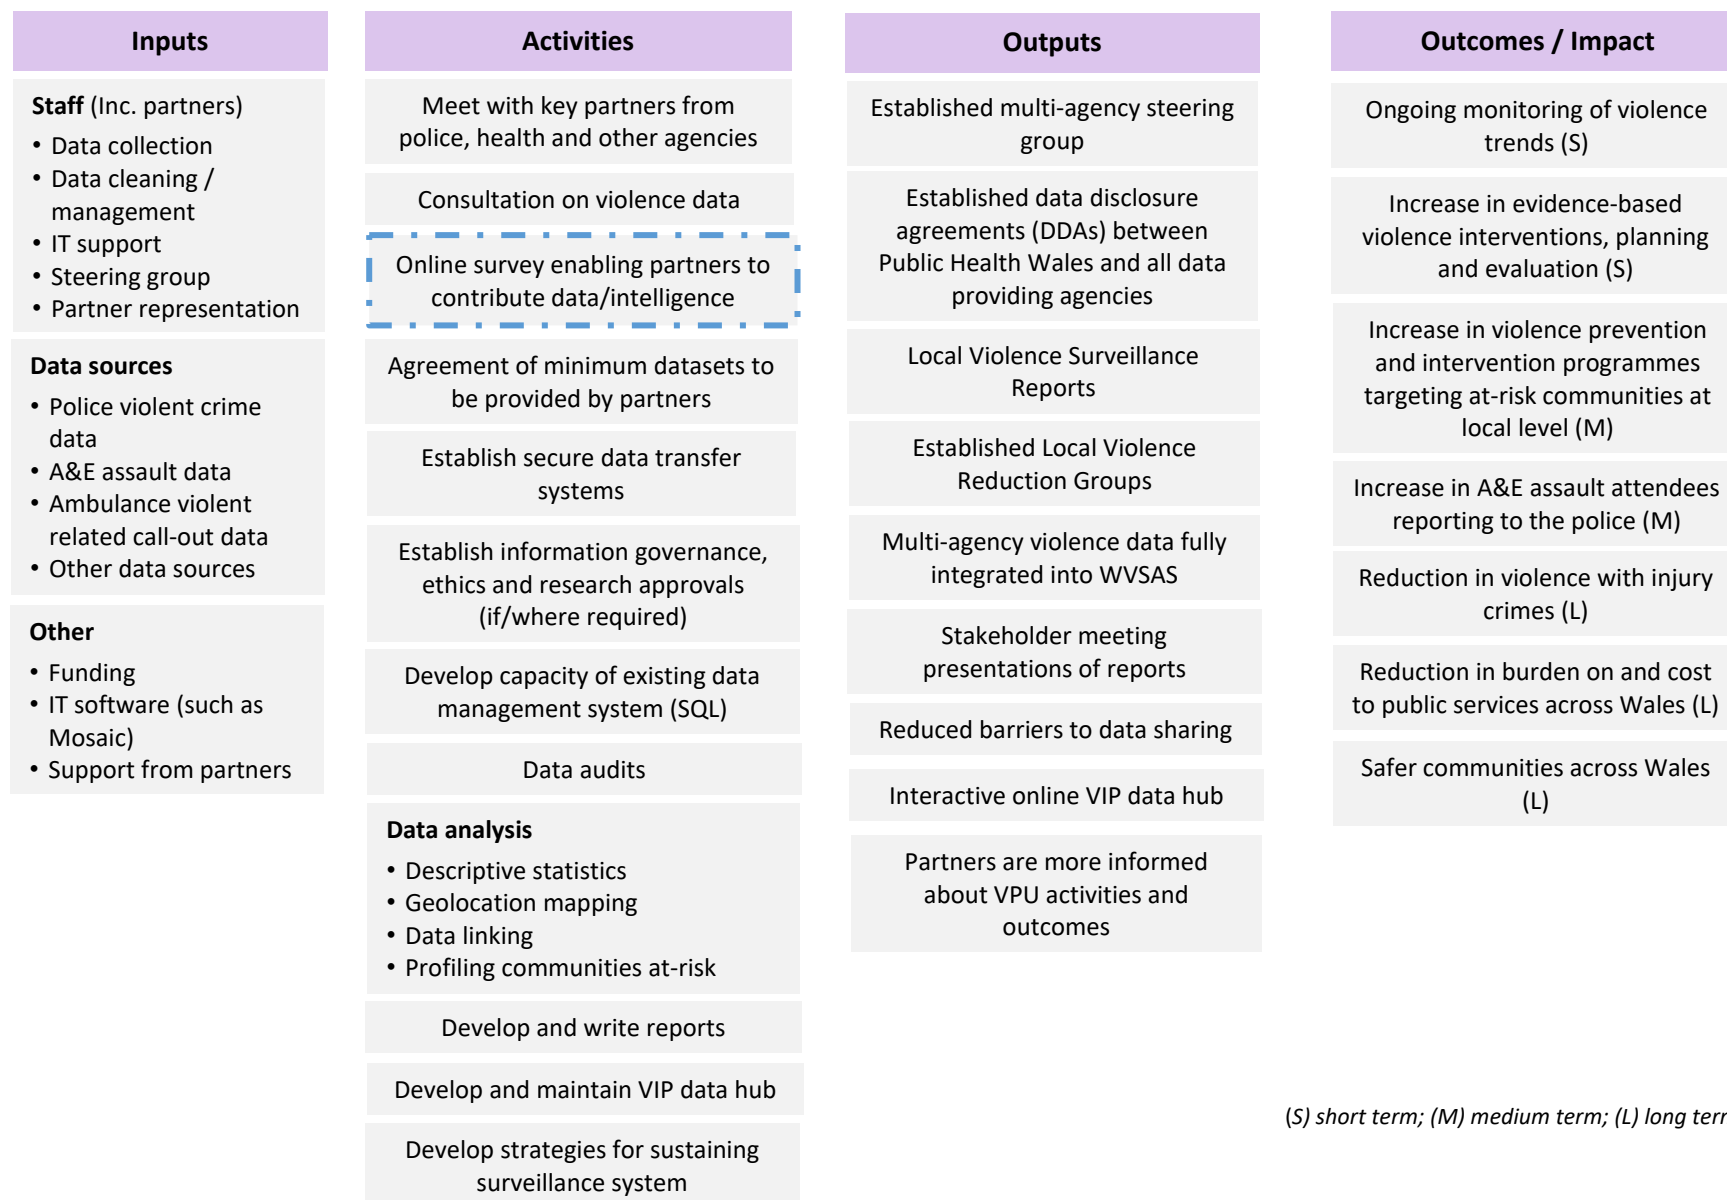 Inputs
Staff (Inc. partners)
• Data collection
• Data cleaning /
management
• IT support
• Steering group
• Partner representation
Data sources
• Police violent crime
data
• A&E assault data
• Ambulance violent
related call-out data
• Other data sources
Other
• Funding
• IT software (such as
Mosaic)
• Support from partners
Activities
Meet with key partners from
police, health and other agencies
Consultation on violence data
Online survey enabling partners to
contribute data/intelligence
Agreement of minimum datasets to
be provided by partners
Establish secure data transfer
systems
Establish information governance,
ethics and research approvals
(if/where required)
Develop capacity of existing data
management system (SQL)
Data audits
Data analysis
• Descriptive statistics
• Geolocation mapping
• Data linking
• Profiling communities at-risk
Develop and write reports
Develop and maintain VIP data hub
Develop strategies for sustaining
surveillance system
Outputs
Established multi-agency steering
group
Established data disclosure
agreements (DDAs) between
Public Health Wales and all data
providing agencies
Local Violence Surveillance
Reports
Established Local Violence
Reduction Groups
Multi-agency violence data fully
integrated into WVSAS
Stakeholder meeting
presentations of reports
Reduced barriers to data sharing
Interactive online VIP data hub
Partners are more informed
about VPU activities and
outcomes
Outcomes / Impact
Ongoing monitoring of violence
trends (S)
Increase in evidence-based
violence interventions, planning
and evaluation (S)
Increase in violence prevention
and intervention programmes
targeting at-risk communities at
local level (M)
Increase in A&E assault attendees
reporting to the police (M)
Reduction in violence with injury
crimes (L)
Reduction in burden on and cost
to public services across Wales (L)
Safer communities across Wales
(L)
(S) short term; (M) medium term; (L) long term